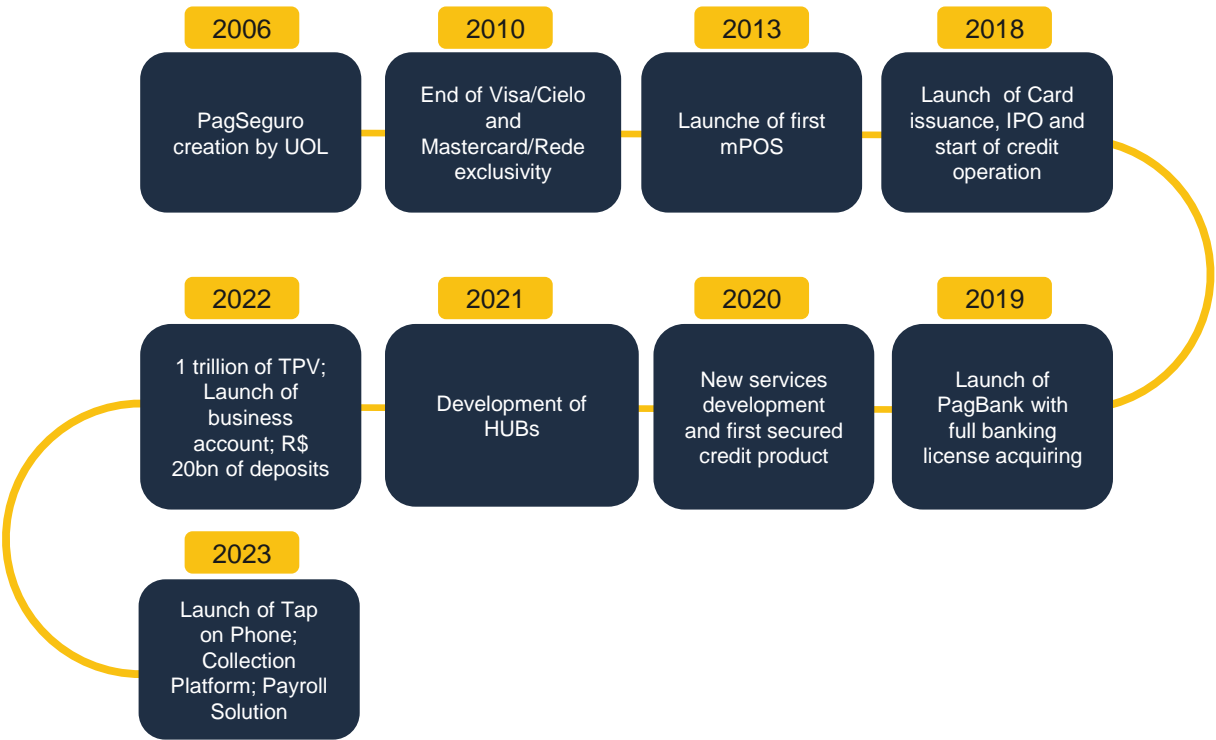 2006
PagSeguro
creation by UOL
2010
End of Visa/Cielo
and
Mastercard/Rede
exclusivity
2013
Launche of first
mPOS
2018
Launch of Card
issuance, IPO and
start of credit
operation
2019
Launch of
PagBank with
full banking
license acquiring
2020
New services
development
and first secured
credit product
2021
Development of
HUBs
2022
1 trillion of TPV;
Launch of
business
account; R$
20bn of deposits
2023
Launch of Tap
on Phone;
Collection
Platform; Payroll
Solution